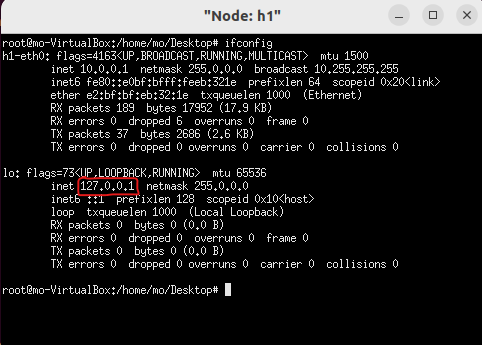 "Node: h1"
root@mo-VirtualBox:/home/mo/Desktop# ifconfig
h1-eth0: flags=4163<UP,BROADCAST,RUNNING,MULTICAST>  mtu 1500
inet 10.0.0.1  netmask 255.0.0.0  broadcast 10.255.255.255
inet6 fe80::e0bf:bfff:feeb:321e  prefixlen 64  scopeid 0x20<link>
ether e2:bf:bf:eb:32:1e  txqueuelen 1000  (Ethernet)
RX packets 189  bytes 17952 (17.9 KB)
RX errors 0  dropped 6  overruns 0  frame 0
TX packets 37  bytes 2686 (2.6 KB)
TX errors 0  dropped 0 overruns 0  carrier 0  collisions 0
lo: flags=73<UP,LOOPBACK,RUNNING>  mtu 65536
inet 127.0.0.1  netmask 255.0.0.0
inet6 ::1  prefixlen 128  scopeid 0x10<host>
loop  txqueuelen 1000  (Local Loopback)
RX packets 0  bytes 0 (0.0 B)
RX errors 0  dropped 0  overruns 0  frame 0
TX packets 0  bytes 0 (0.0 B)
TX errors 0  dropped 0 overruns 0  carrier 0  collisions 0
root@mo-VirtualBox:/home/mo/Desktop#